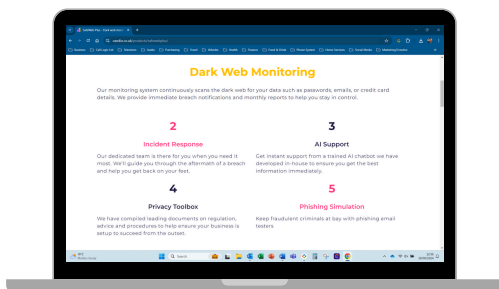 Dark Web Monitoring
Our monitoring system continuously scans the dark web for your data such as passwords, emails, or credit card
details. We provide immediate breach notifications and monthly reports to help you stay in control.
2
Incident Response
Our dedicated team is there for you when you need it
most. We'll guide you through the aftermath of a breach
and help you get back on your feet.
3
AI Support
Get instant support from a trained AI chatbot we have
developed in-house to ensure you get the best
information immediately.
4
Privacy Toolbox
We have compiled leading documents on regulation,
advice and procedures to help ensure your business is
setup to succeed from the outset.
5
Phishing Simulation
Keep fraudulent criminals at bay with phishing email
testers
Search